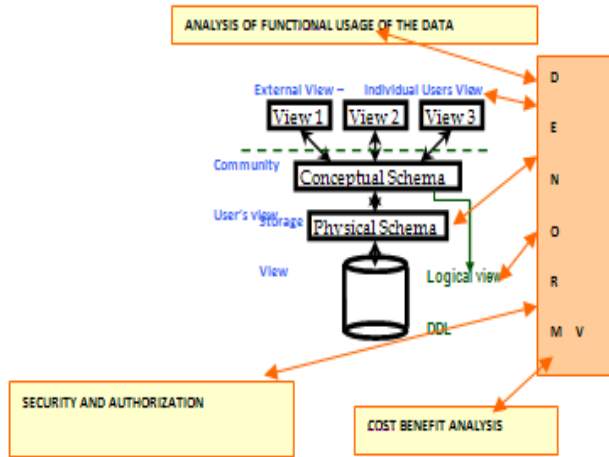 ANALYSIS OF FUNCTIONAL USAGE OF THE DATA
D
External View – Individual Users View
View 1 View 2 View 3
E
Community
Conceptual Schema
N
User's view
Storage
Physical Schema
O
View
Logical view
R
DDL
M V
SECURITY AND AUTHORIZATION
COST BENEFIT ANALYSIS